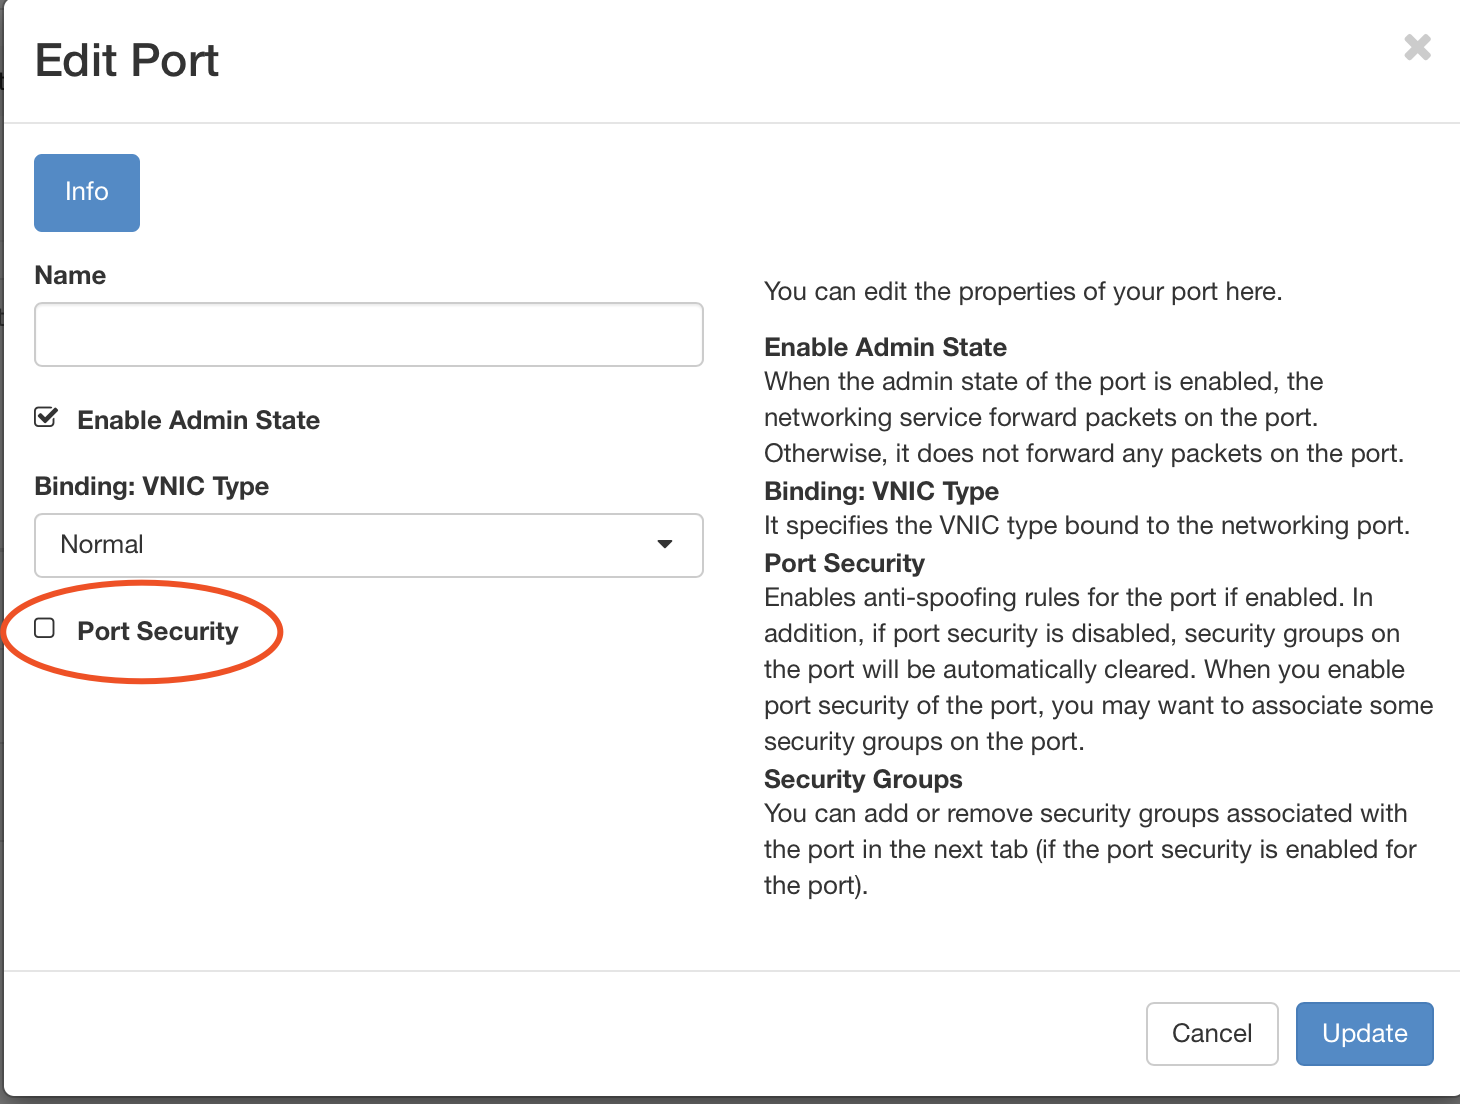 Edit Port
Info
Name
Enable Admin State
Binding: VNIC Type
Normal
Port Security
You can edit the properties of your port here.
Enable Admin State
When the admin state of the port is enabled, the
networking service forward packets on the port.
Otherwise, it does not forward any packets on the port.
Binding: VNIC Type
It specifies the VNIC type bound to the networking port.
Port Security
Enables anti-spoofing rules for the port if enabled. In
addition, if port security is disabled, security groups on
the port will be automatically cleared. When you enable
port security of the port, you may want to associate some
security groups on the port.
Security Groups
You can add or remove security groups associated with
the port in the next tab (if the port security is enabled for
the port).
Cancel
Update